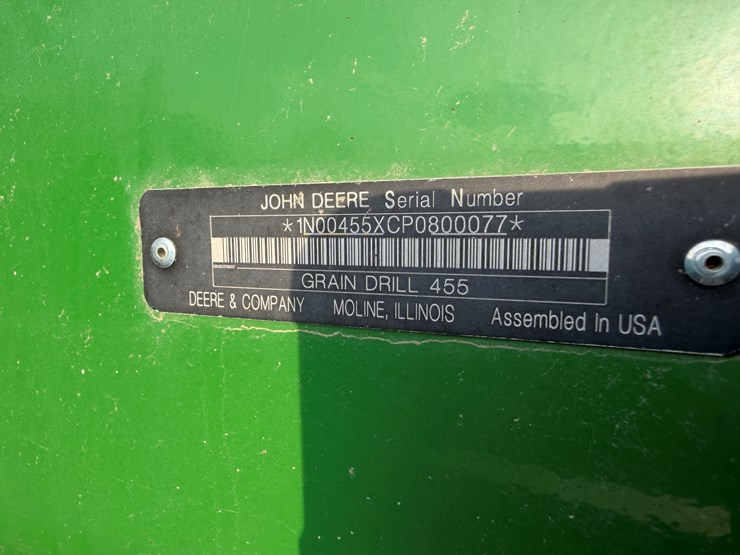 JOHN DEERE Serial Number
*1N00455XCP0800077*
GRAIN DRILL 455
DEERE & COMPANY MOLINE, ILLINOIS Assembled In USA